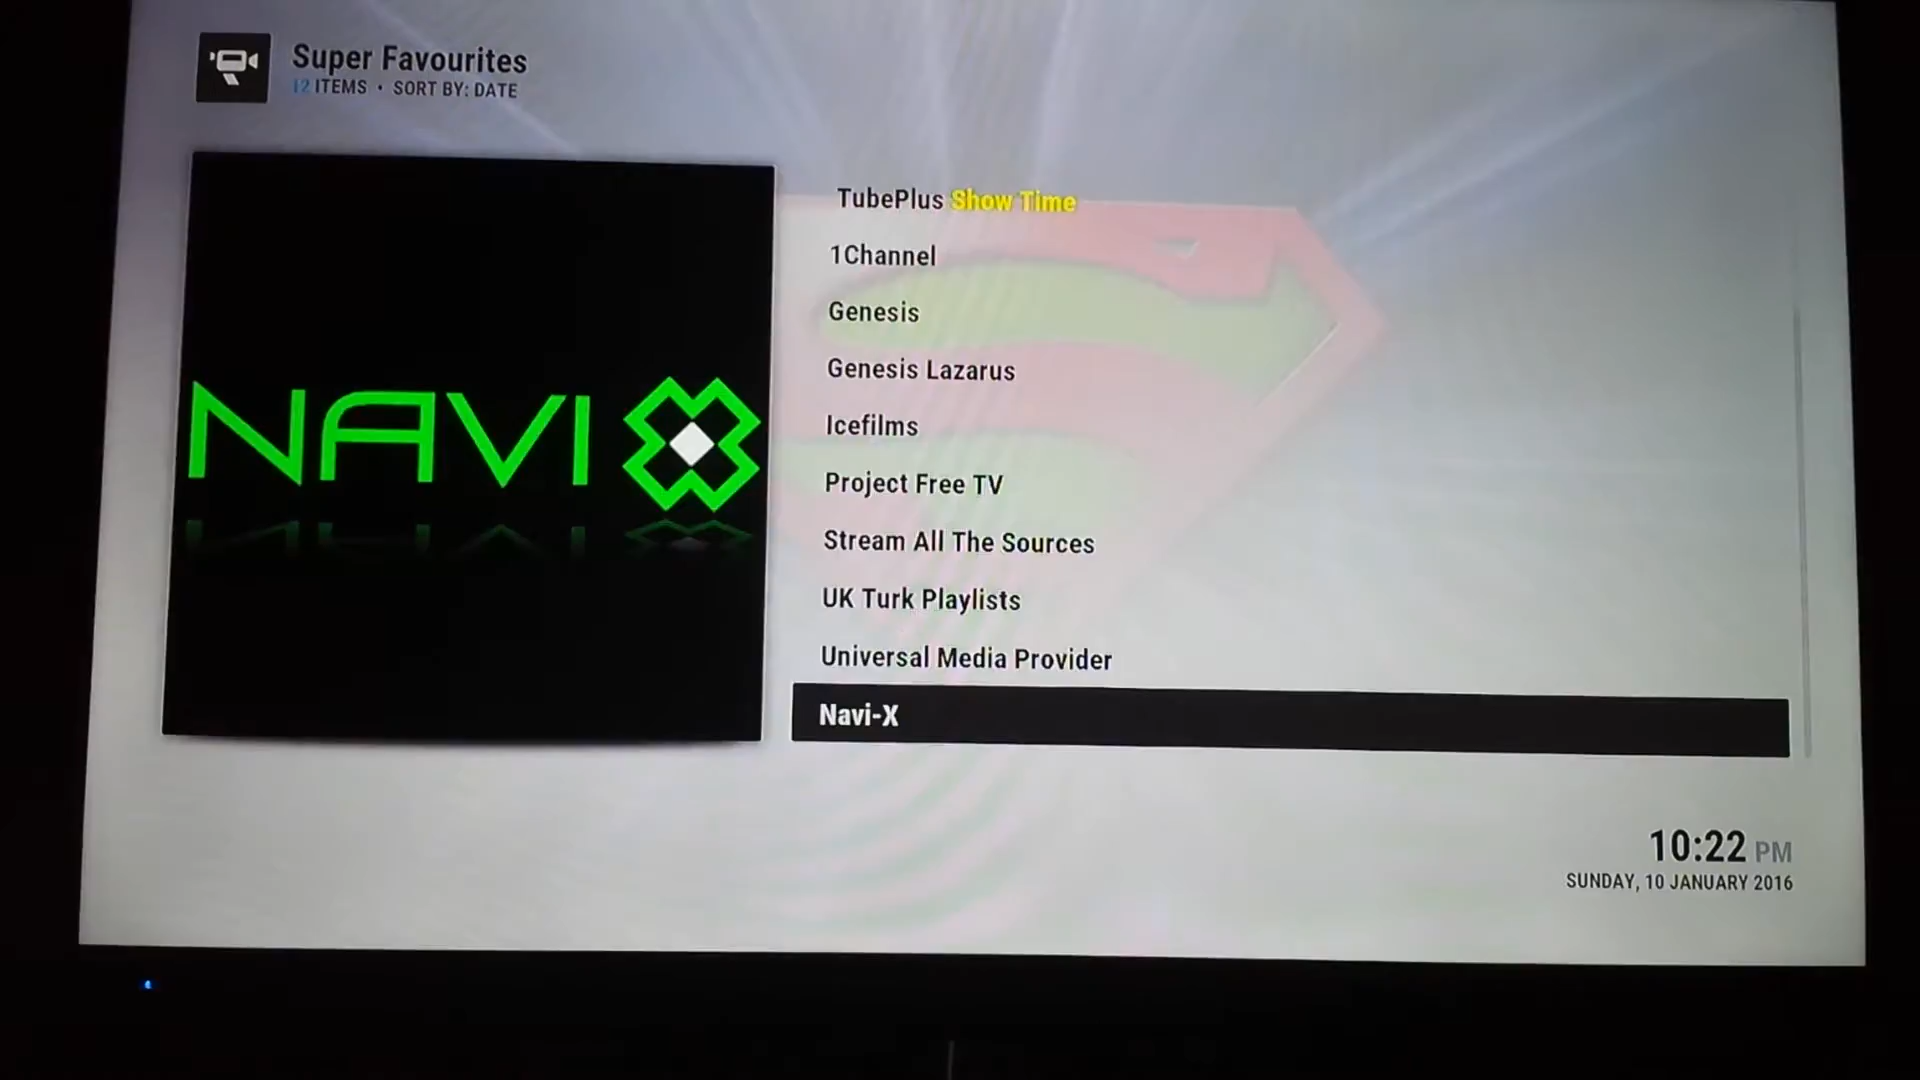 Super Favourites
12 ITEMS • SORT BY: DATE
NAVI X
TubePlus Show Time
1Channel
Genesis
Genesis Lazarus
Icefilms
Project Free TV
Stream All The Sources
UK Turk Playlists
Universal Media Provider
Navi-X
10:22 PM
SUNDAY, 10 JANUARY 2016